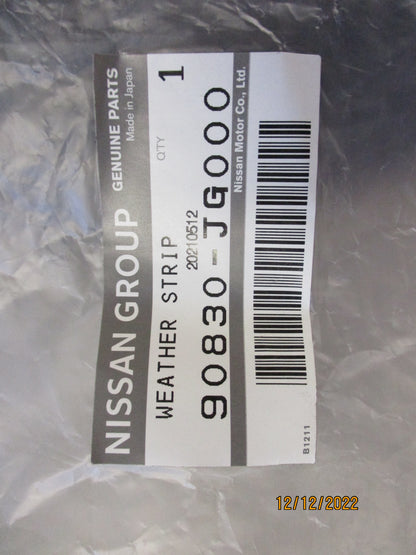 NISSAN GROUP GENUINE PARTS
Made in Japan
WEATHER STRIP Q'TY 1
20210512
90830-JG000
Nissan Motor Co., Ltd.
B1211
12/12/2022